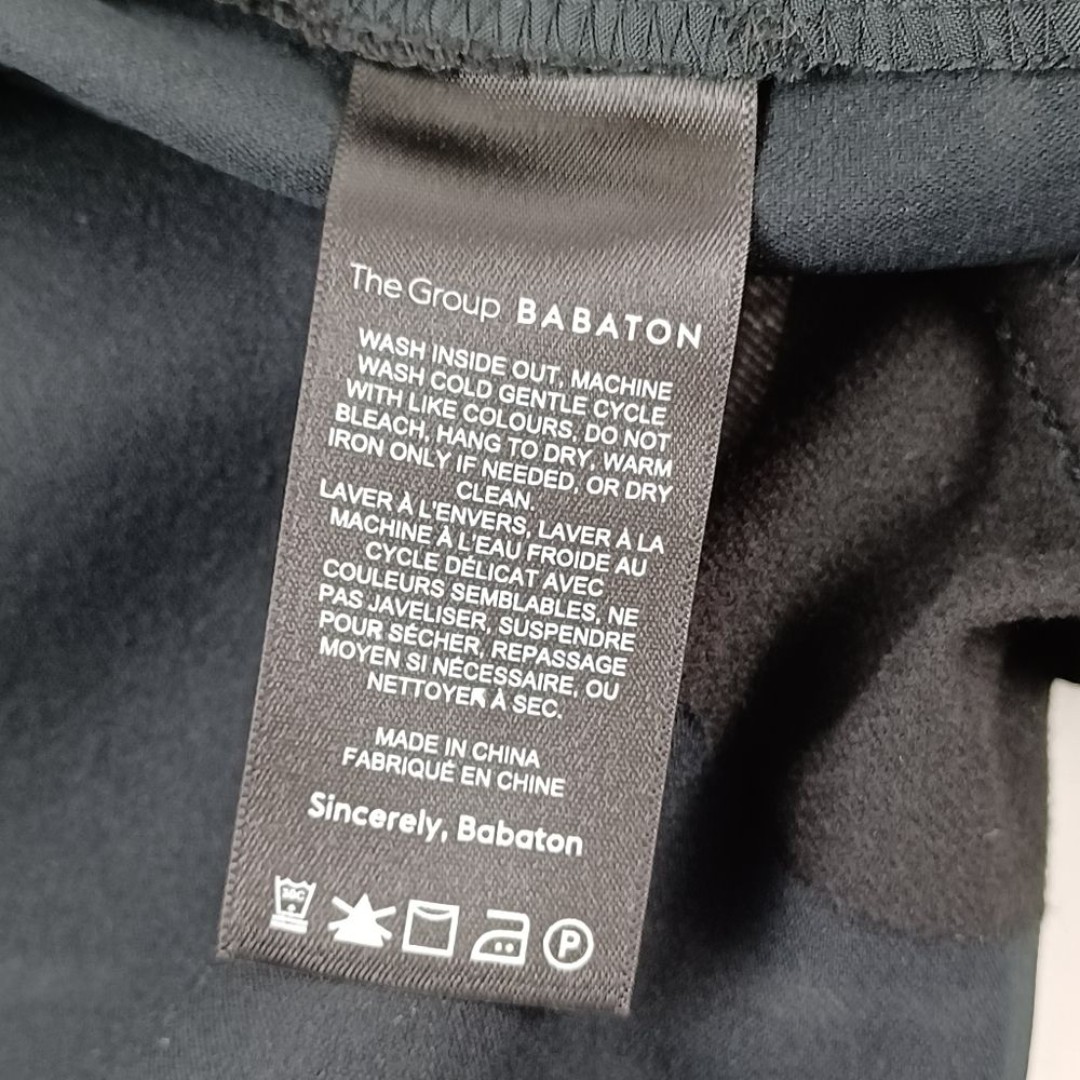 The Group BABATON
WASH INSIDE OUT, MACHINE
WASH COLD GENTLE CYCLE
WITH LIKE COLOURS, DO NOT
BLEACH, HANG TO DRY, WARM
IRON ONLY IF NEEDED, OR DRY
CLEAN.
LAVER À L'ENVERS, LAVER À LA
MACHINE À L'EAU FROIDE AU
CYCLE DÉLICAT AVEC
COULEURS SEMBLABLES, NE
PAS JAVELISER, SUSPENDRE
POUR SÉCHER, REPASSAGE
MOYEN SI NÉCESSAIRE, OU
NETTOYER À SEC.
MADE IN CHINA
FABRIQUÉ EN CHINE
Sincerely, Babaton
30C P